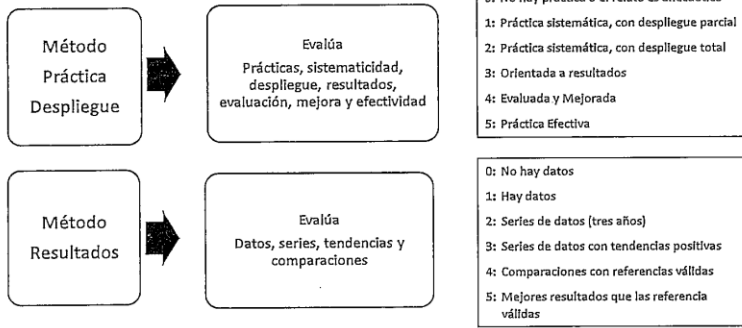 Método
Práctica
Despliegue
Evalúa
Prácticas, sistematicidad,
despliegue, resultados,
evaluación, mejora y efectividad
1: Práctica sistemática, con despliegue parcial
2: Práctica sistemática, con despliegue total
3: Orientada a resultados
4: Evaluada y Mejorada
5: Práctica Efectiva
Método
Resultados
Evalúa
Datos, series, tendencias y
comparaciones
0: No hay datos
1: Hay datos
2: Series de datos (tres años)
3: Series de datos con tendencias positivas
4: Comparaciones con referencias válidas
5: Mejores resultados que las referencia
válidas